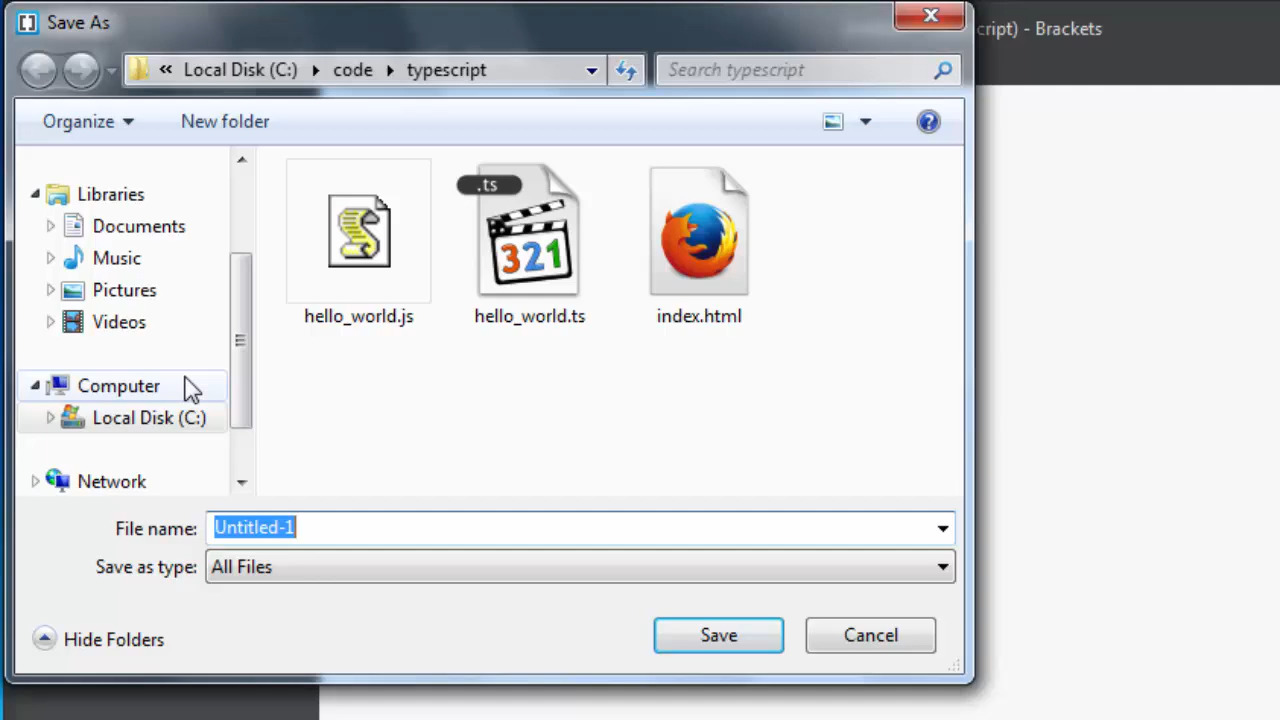 Save As
cript) - Brackets
« Local Disk (C:) code typescript
Search typescript
Organize
New folder
Libraries
Documents
Music
Pictures
Videos
Computer
Local Disk (C:)
Network
.ts
321
hello_world.js
hello_world.ts
index.html
File name: Untitled-1
Save as type: All Files
Hide Folders
Save
Cancel